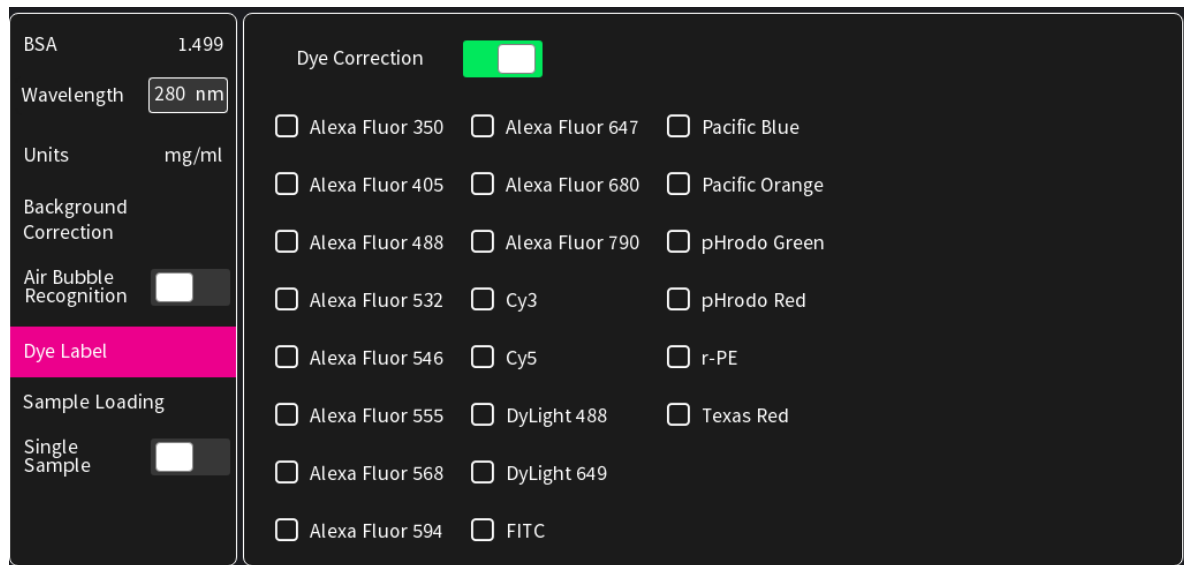 BSA 1.499
Wavelength 280 nm
Units mg/ml
Background
Correction
Air Bubble
Recognition
Dye Label
Sample Loading
Single
Sample
Dye Correction
Alexa Fluor 350 Alexa Fluor 647 Pacific Blue
Alexa Fluor 405 Alexa Fluor 680 Pacific Orange
Alexa Fluor 488 Alexa Fluor 790 pHrodo Green
Alexa Fluor 532 Cy3 pHrodo Red
Alexa Fluor 546 Cy5 r-PE
Alexa Fluor 555 DyLight 488 Texas Red
Alexa Fluor 568 DyLight 649
Alexa Fluor 594 FITC